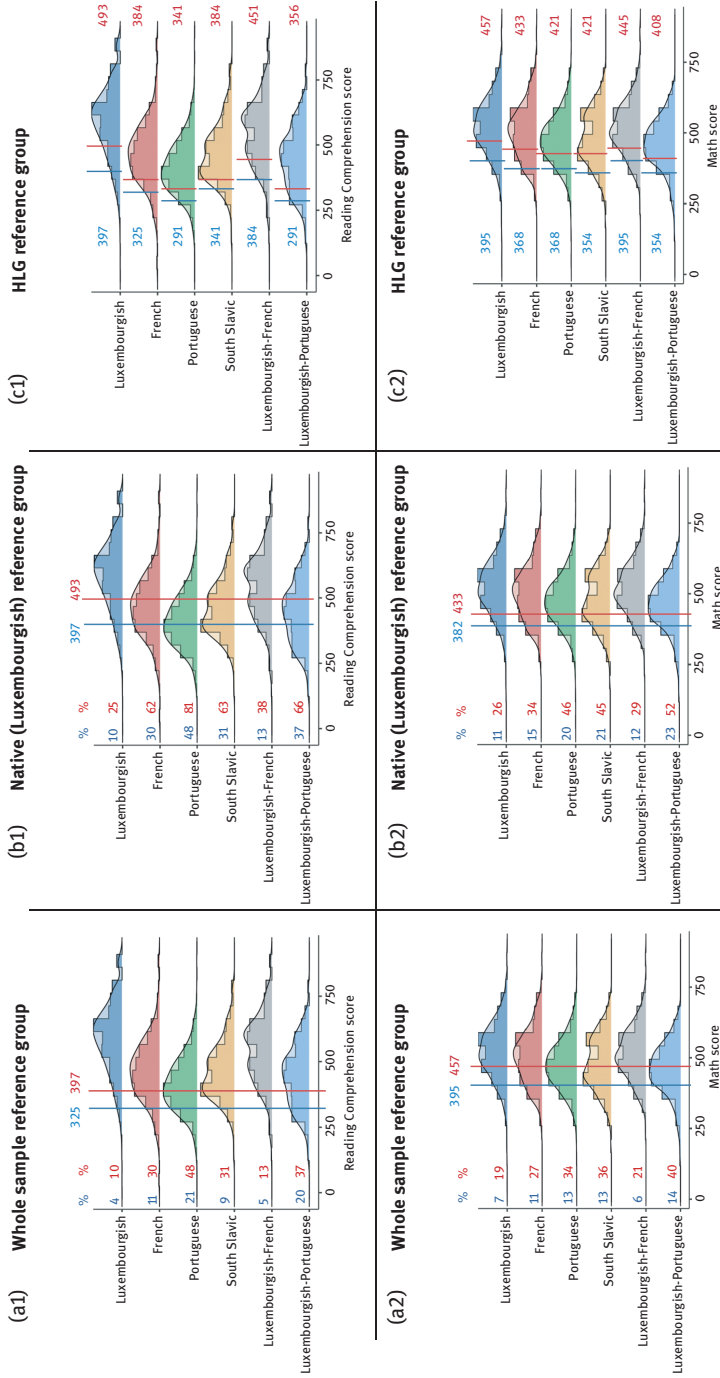 (a1) Whole sample reference group
% %
325 397
4 10 Luxembourgish
11 30 French
21 48 Portuguese
9 31 South Slavic
5 13 Luxembourgish-French
20 37 Luxembourgish-Portuguese
0 250 500 750
Reading Comprehension score
(b1) Native (Luxembourgish) reference group
% %
397 493
10 25 Luxembourgish
30 62 French
48 81 Portuguese
31 63 South Slavic
13 38 Luxembourgish-French
37 66 Luxembourgish-Portuguese
0 250 500 750
Reading Comprehension score
(c1) HLG reference group
Luxembourgish 397 493
French 325 384
Portuguese 291 341
South Slavic 341 384
Luxembourgish-French 384 451
Luxembourgish-Portuguese 291 356
0 250 500 750
Reading Comprehension score
(a2) Whole sample reference group
% %
395 457
7 19 Luxembourgish
11 27 French
13 34 Portuguese
13 36 South Slavic
6 21 Luxembourgish-French
14 40 Luxembourgish-Portuguese
0 250 500 750
Math score
(b2) Native (Luxembourgish) reference group
% %
382 433
11 26 Luxembourgish
15 34 French
20 46 Portuguese
21 45 South Slavic
12 29 Luxembourgish-French
23 52 Luxembourgish-Portuguese
0 250 500 750
Math score
(c2) HLG reference group
Luxembourgish 395 457
French 368 433
Portuguese 368 421
South Slavic 354 421
Luxembourgish-French 395 445
Luxembourgish-Portuguese 354 408
0 250 500 750
Math score